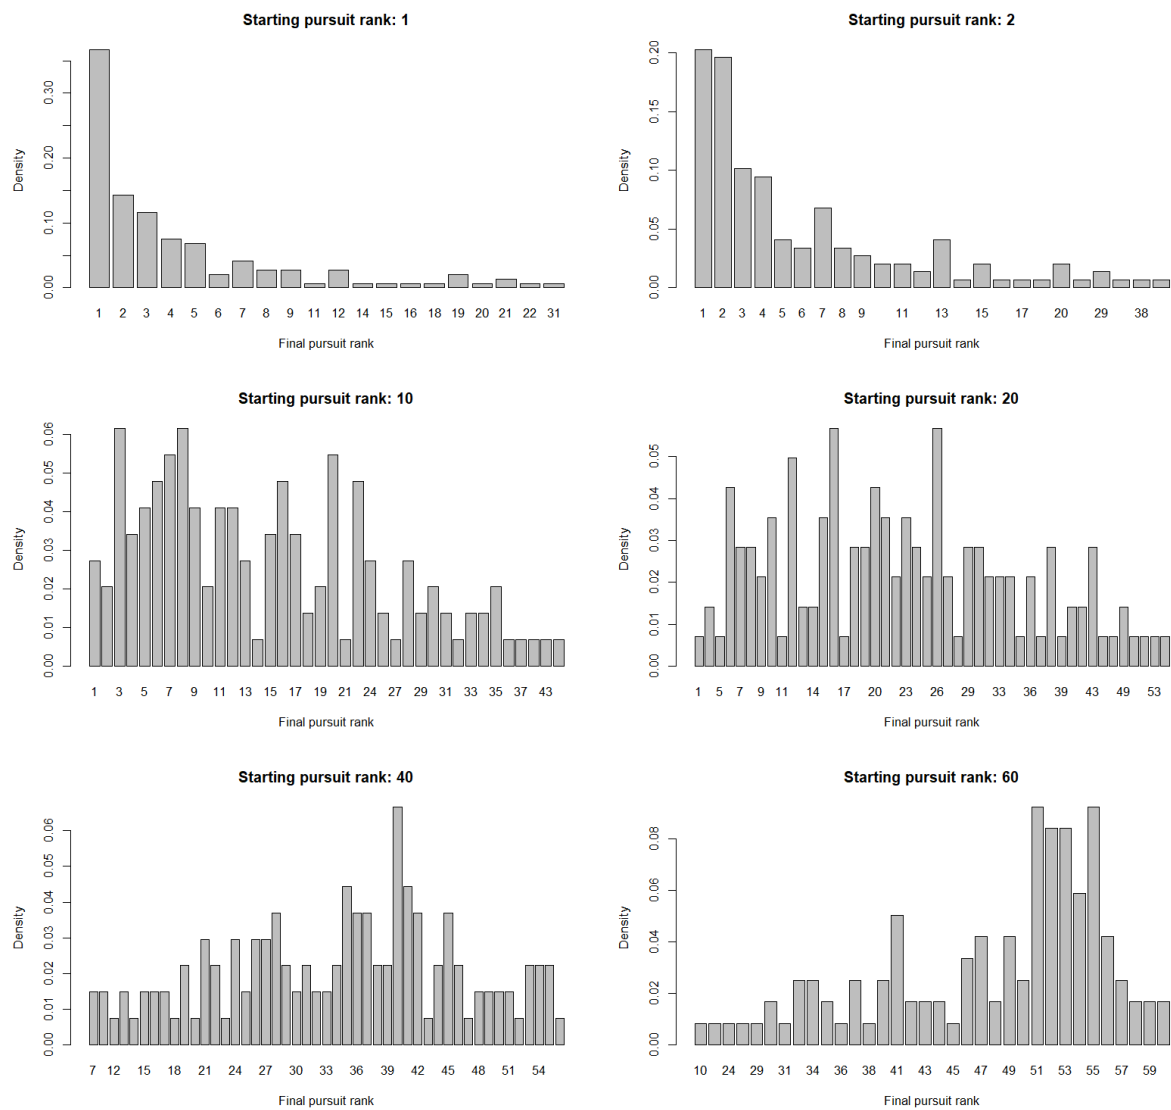 Starting pursuit rank: 1
Density
0.00 0.10 0.20 0.30
1 2 3 4 5 6 7 8 9 11 12 14 15 16 18 19 20 21 22 31
Final pursuit rank
Starting pursuit rank: 2
Density
0.00 0.05 0.10 0.15 0.20
1 2 3 4 5 6 7 8 9 11 13 15 17 20 29 38
Final pursuit rank
Starting pursuit rank: 10
Density
0.00 0.01 0.02 0.03 0.04 0.05 0.06
1 3 5 7 9 11 13 15 17 19 21 24 27 29 31 35 37 43
Final pursuit rank
Starting pursuit rank: 20
Density
0.00 0.01 0.02 0.03 0.04 0.05
1 5 7 9 11 14 17 20 23 26 29 33 36 39 43 49 53
Final pursuit rank
Starting pursuit rank: 40
Density
0.00 0.01 0.02 0.03 0.04 0.05 0.06
7 12 15 18 21 24 27 30 33 36 39 42 45 48 51 54
Final pursuit rank
Starting pursuit rank: 60
Density
0.00 0.02 0.04 0.06 0.08
10 24 29 31 34 36 38 41 43 45 47 49 51 53 55 57 59
Final pursuit rank